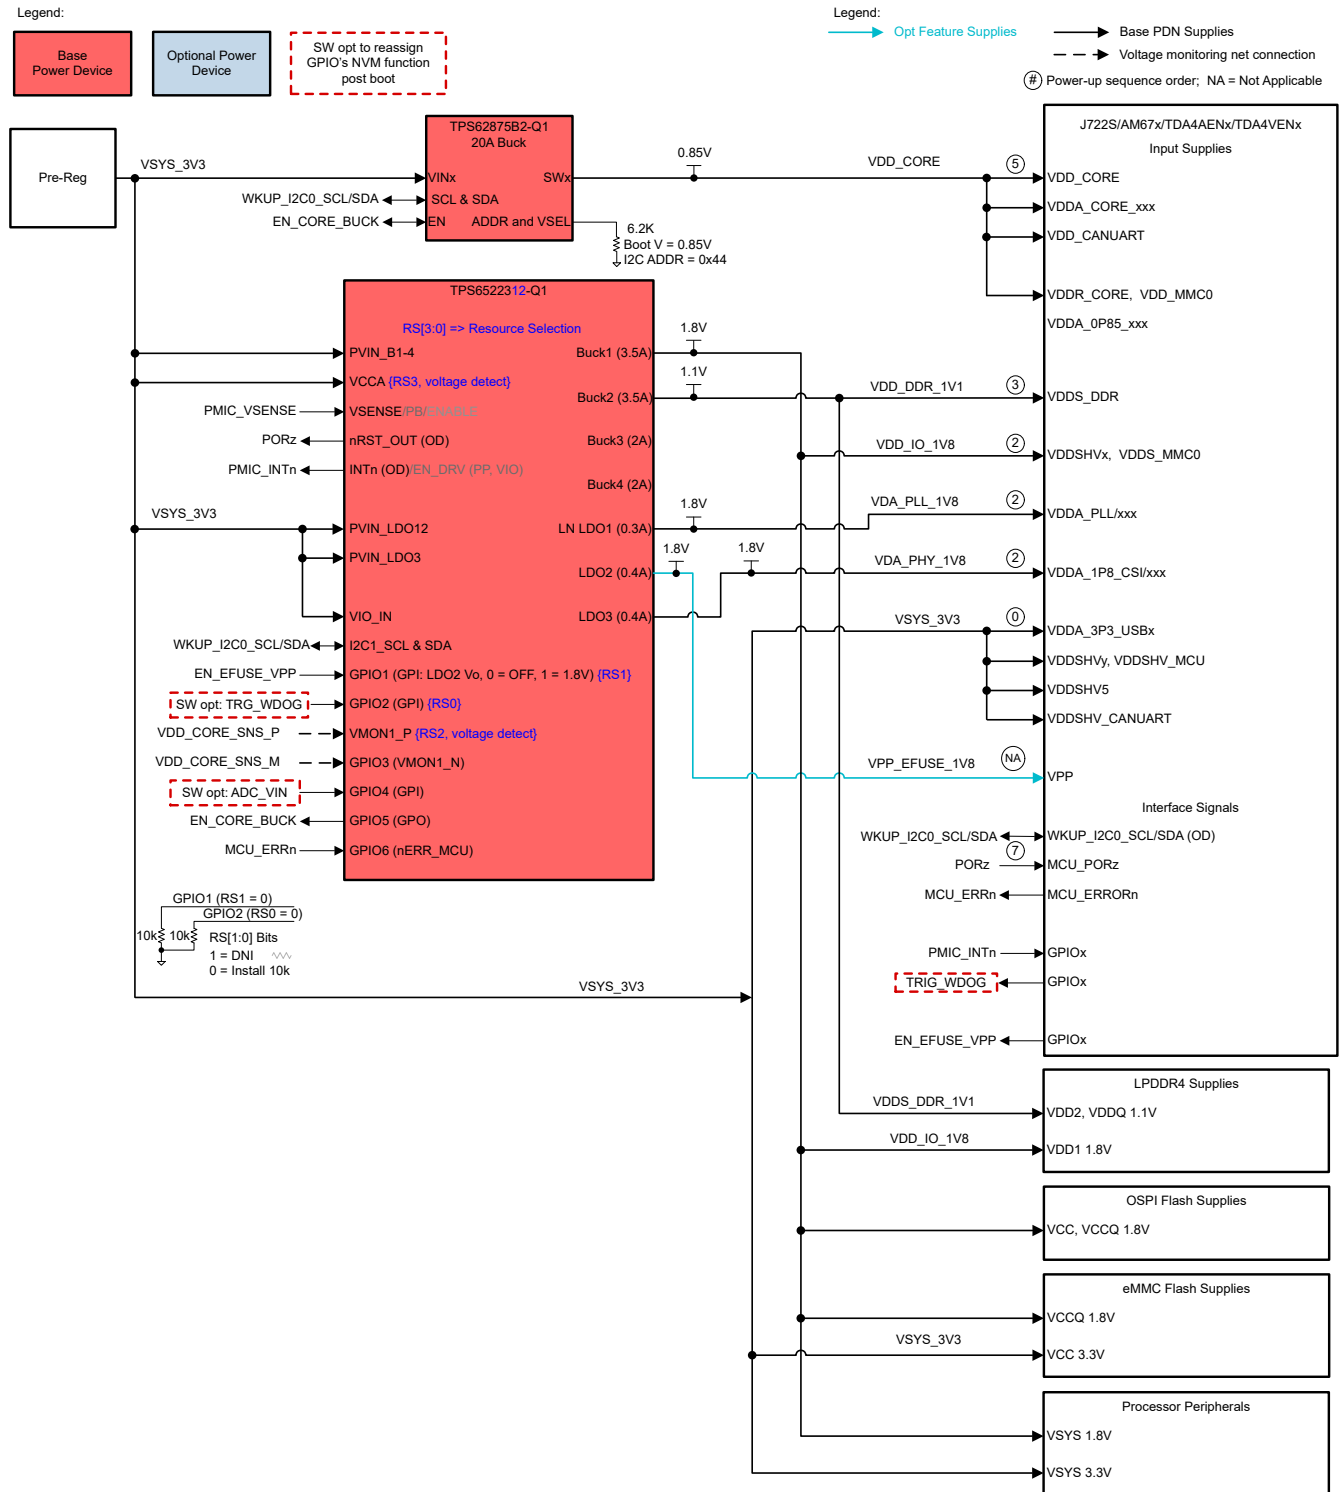 Legend:
Base
Power Device
Optional Power
Device
SW opt to reassign
GPIO's NVM function
post boot
Legend:
Opt Feature Supplies
Base PDN Supplies
Voltage monitoring net connection
# Power-up sequence order; NA = Not Applicable
Pre-Reg
VSYS_3V3
TPS62875B2-Q1
20A Buck
VINx
SWx
WKUP_I2C0_SCL/SDA
SCL & SDA
EN_CORE_BUCK
EN
ADDR and VSEL
6.2K
Boot V = 0.85V
I2C ADDR = 0x44
0.85V
VDD_CORE
5
J722S/AM67x/TDA4AENx/TDA4VENx
Input Supplies
VDD_CORE
VDDA_CORE_xxx
VDD_CANUART
VDDR_CORE, VDD_MMC0
VDDA_0P85_xxx
TPS6522312-Q1
RS[3:0] => Resource Selection
PVIN_B1-4
Buck1 (3.5A)
1.8V
VCCA {RS3, voltage detect}
1.1V
Buck2 (3.5A)
VDD_DDR_1V1
3
VDDS_DDR
PMIC_VSENSE
VSENSE/PB/ENABLE
PORz
nRST_OUT (OD)
Buck3 (2A)
VDD_IO_1V8
2
VDDSHVx, VDDS_MMC0
PMIC_INTn
INTn (OD)/EN_DRV (PP, VIO)
Buck4 (2A)
VSYS_3V3
PVIN_LDO12
LN LDO1 (0.3A)
1.8V
VDA_PLL_1V8
2
VDDA_PLL/xxx
PVIN_LDO3
LDO2 (0.4A)
1.8V
1.8V
VDA_PHY_1V8
2
VDDA_1P8_CSI/xxx
VIO_IN
LDO3 (0.4A)
VSYS_3V3
0
VDDA_3P3_USBx
VDDSHVy, VDDSHV_MCU
VDDSHV5
VDDSHV_CANUART
WKUP_I2C0_SCL/SDA
I2C1_SCL & SDA
EN_EFUSE_VPP
GPIO1 (GPI: LDO2 Vo, 0 = OFF, 1 = 1.8V) {RS1}
SW opt: TRG_WDOG
GPIO2 (GPI) {RS0}
VDD_CORE_SNS_P
VMON1_P {RS2, voltage detect}
VDD_CORE_SNS_M
GPIO3 (VMON1_N)
VPP_EFUSE_1V8
NA
VPP
SW opt: ADC_VIN
GPIO4 (GPI)
EN_CORE_BUCK
GPIO5 (GPO)
MCU_ERRn
GPIO6 (nERR_MCU)
Interface Signals
WKUP_I2C0_SCL/SDA
WKUP_I2C0_SCL/SDA (OD)
PORz
7
MCU_PORz
MCU_ERRn
MCU_ERRORn
PMIC_INTn
GPIOx
TRIG_WDOG
GPIOx
EN_EFUSE_VPP
GPIOx
GPIO1 (RS1 = 0)
GPIO2 (RS0 = 0)
10k
10k
RS[1:0] Bits
1 = DNI
0 = Install 10k
VSYS_3V3
LPDDR4 Supplies
VDDS_DDR_1V1
VDD2, VDDQ 1.1V
VDD_IO_1V8
VDD1 1.8V
OSPI Flash Supplies
VCC, VCCQ 1.8V
eMMC Flash Supplies
VCCQ 1.8V
VSYS_3V3
VCC 3.3V
Processor Peripherals
VSYS 1.8V
VSYS 3.3V